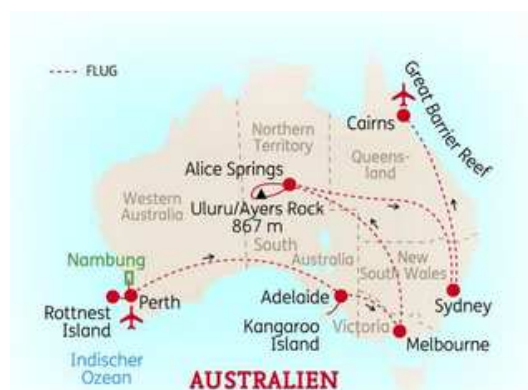 FLUG
Great Barrier Reef
Cairns
Northern
Territory
Queens-
land
Alice Springs
Western
Australia
Uluru/Ayers Rock
867 m
South
Australia
New
South Wales
Nambung
Perth
Rottnest
Island
Adelaide
Kangaroo
Island
Victoria
Sydney
Melbourne
Indischer
Ozean
AUSTRALIEN